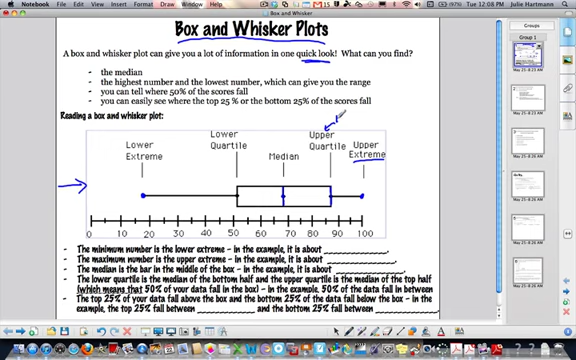 Window
Help
15
Tue May 25 12:08 PM Julie Hartmann
Box and Whisker
Box and Whisker Plots
A box and whisker plot can give you a lot of information in one quick look! What can you find?
- the median
- the highest number and the lowest number, which can give you the range
- you can tell where 50% of the scores fall
- you can easily see where the top 25 % or the bottom 25% of the scores fall
Reading a box and whisker plot:
Lower Extreme
Lower Quartile
Median
Upper Quartile
Upper Extreme
0 10 20 30 40 50 60 70 80 90 100
- The minimum number is the lower extreme - in the example, it is about ________.
- The maximum number is the upper extreme - in the example, it is about ________.
- The median is the bar in the middle of the box - in the example, it is about ________.
- The lower quartile is the median of the bottom half and the upper quartile is the median of the top half
(which means that 50% of your data fall in the box) - in the example, 50% of the data fall in between
- The top 25% of your data fall above the box and the bottom 25% of the data fall below the box - in the
example, the top 25% fall between ________ and the bottom 25% fall between ________
Groups
Group 1